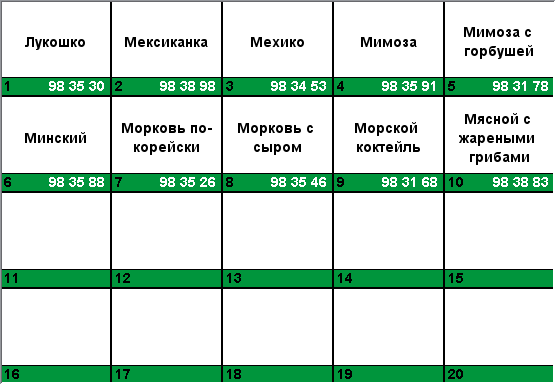 Лукошко
1 98 35 30
Мексиканка
2 98 38 98
Мехико
3 98 34 53
Мимоза
4 98 35 91
Мимоза с
горбушей
5 98 31 78
Минский
6 98 35 88
Морковь по-
корейски
7 98 35 26
Морковь с
сыром
8 98 35 46
Морской
коктейль
9 98 31 68
Мясной с
жареными
грибами
10 98 38 83
11
12
13
14
15
16
17
18
19
20